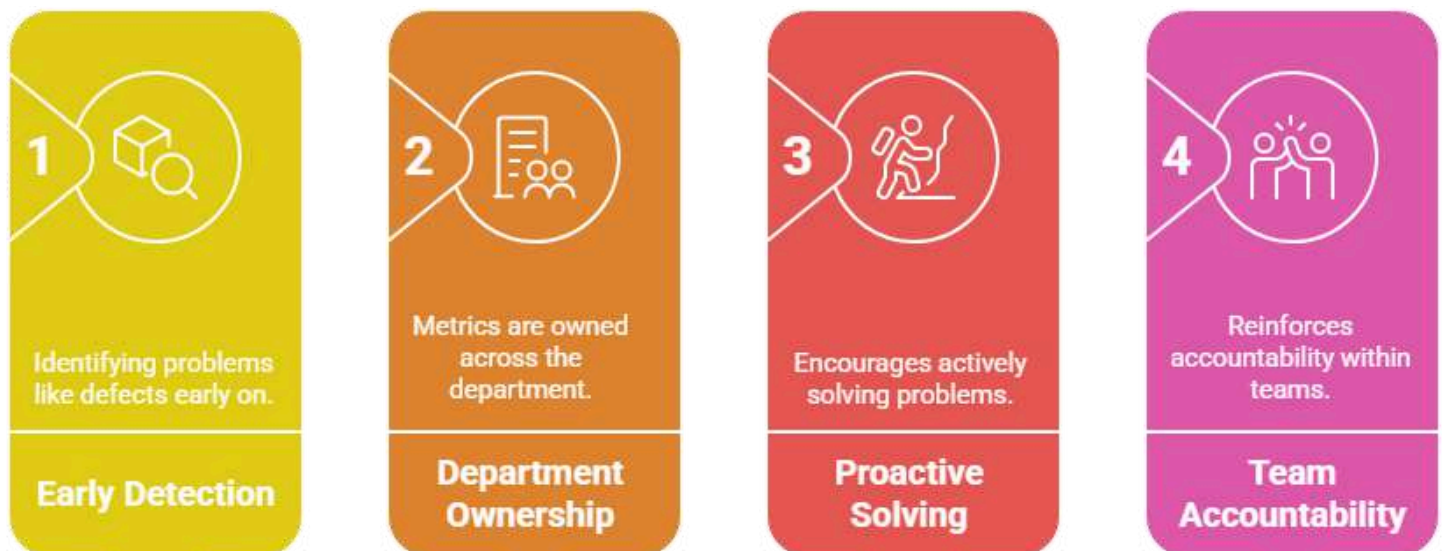 1
Identifying problems
like defects early on.
Early Detection
2
Metrics are owned
across the
department.
Department
Ownership
3
Encourages actively
solving problems.
Proactive
Solving
4
Reinforces
accountability within
teams.
Team
Accountability